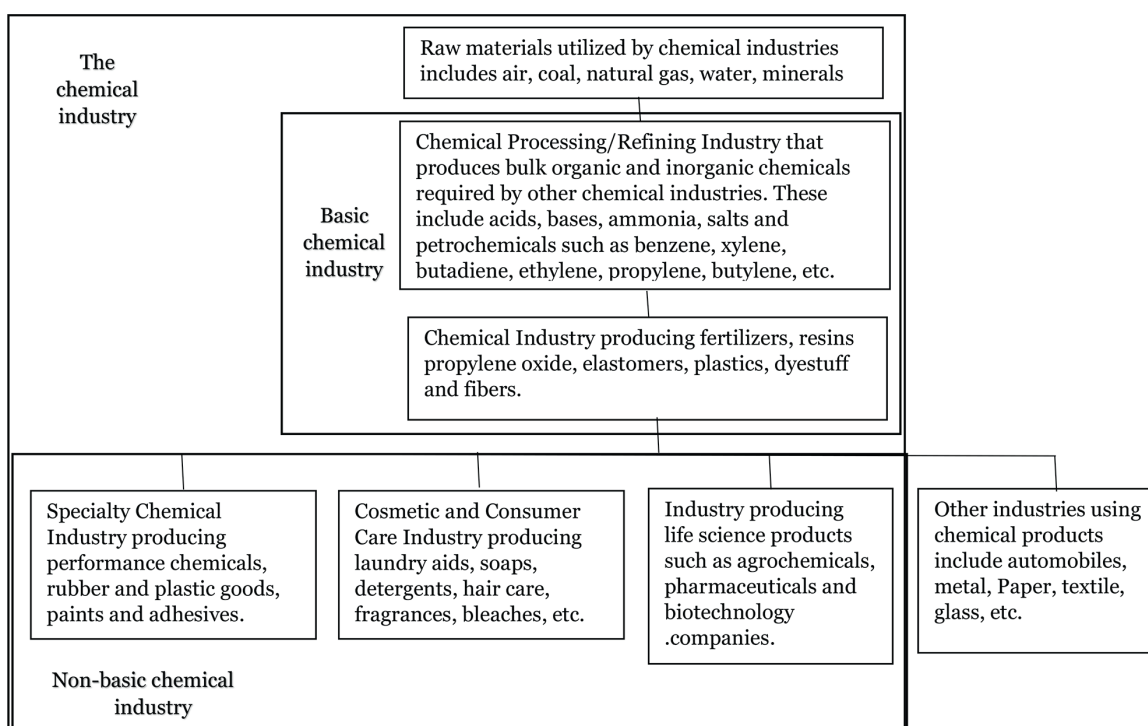 The
chemical
industry
Raw materials utilized by chemical industries
includes air, coal, natural gas, water, minerals
Basic
chemical
industry
Chemical Processing/Refining Industry that
produces bulk organic and inorganic chemicals
required by other chemical industries. These
include acids, bases, ammonia, salts and
petrochemicals such as benzene, xylene,
butadiene, ethylene, propylene, butylene, etc.
Chemical Industry producing fertilizers, resins
propylene oxide, elastomers, plastics, dyestuff
and fibers.
Specialty Chemical
Industry producing
performance chemicals,
rubber and plastic goods,
paints and adhesives.
Cosmetic and Consumer
Care Industry producing
laundry aids, soaps,
detergents, hair care,
fragrances, bleaches, etc.
Industry producing
life science products
such as agrochemicals,
pharmaceuticals and
biotechnology
.companies.
Other industries using
chemical products
include automobiles,
metal, Paper, textile,
glass, etc.
Non-basic chemical
industry